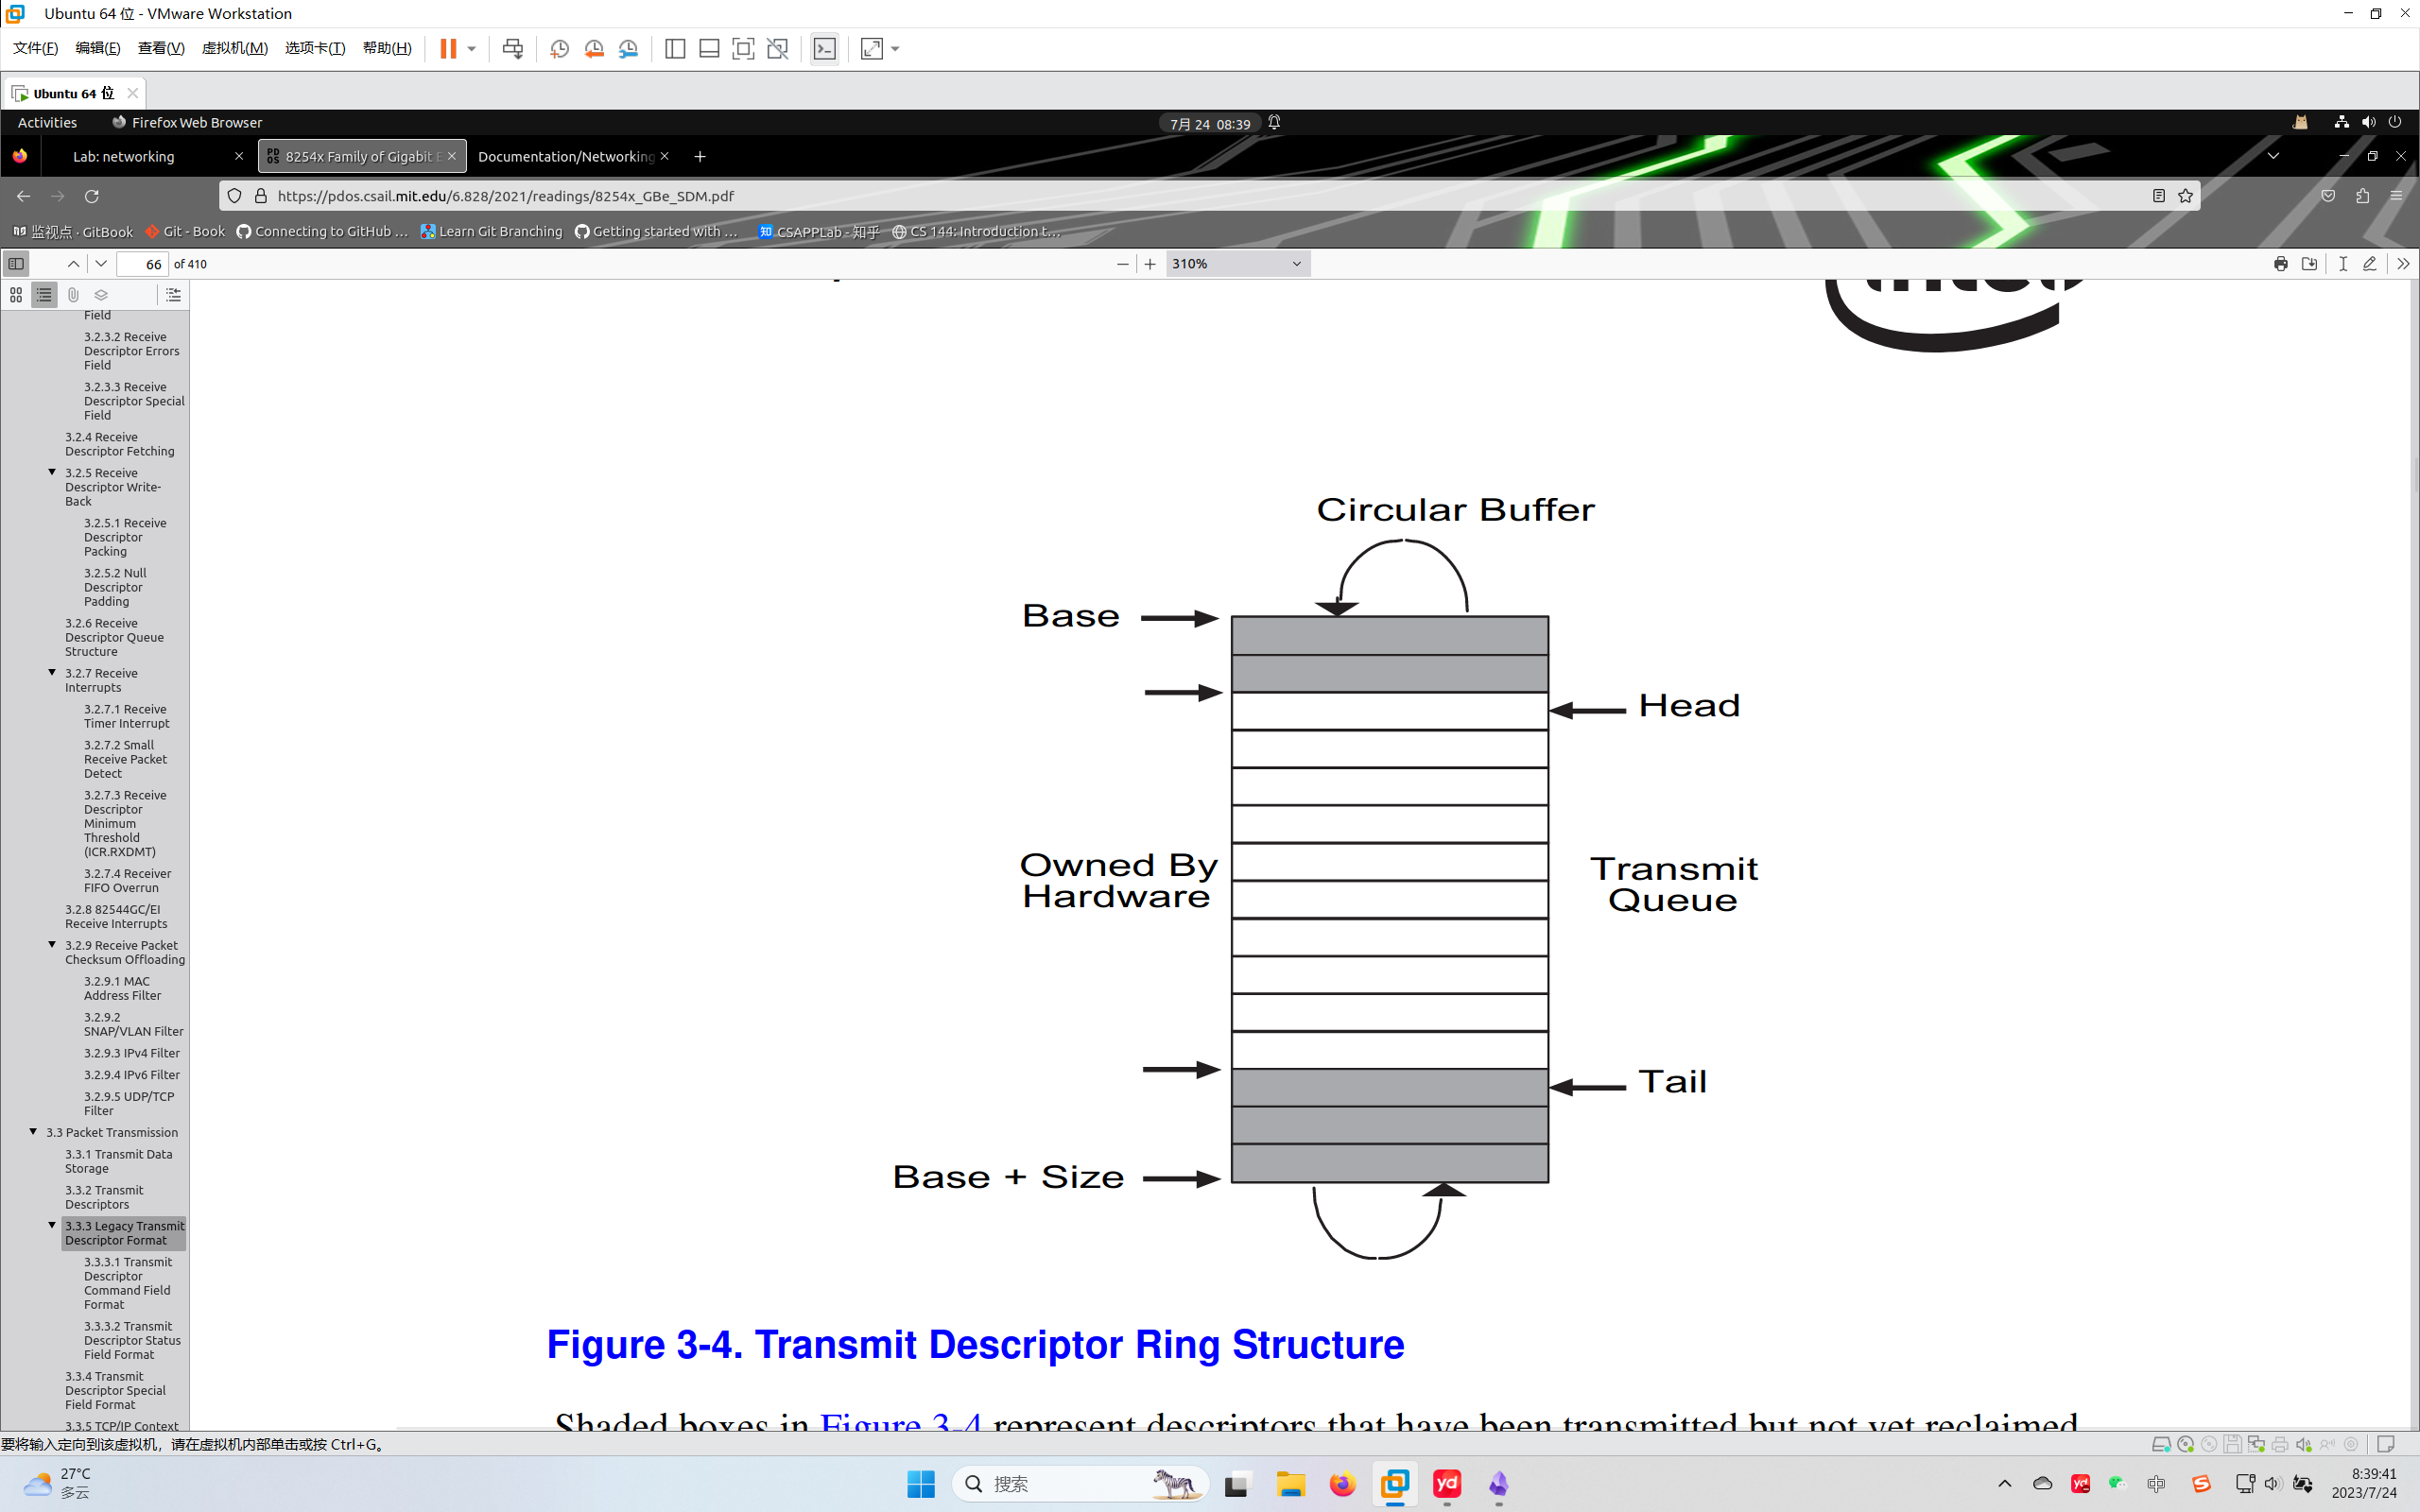 Ubuntu 64 位 - VMware Workstation
文件(F) 编辑(E) 查看(V) 虚拟机(M) 选项卡(T) 帮助(H)
Ubuntu 64 位
Activities Firefox Web Browser 7月 24 08:39
Lab: networking PD OS 8254x Family of Gigabit E Documentation/Networking
https://pdos.csail.mit.edu/6.828/2021/readings/8254x_GBe_SDM.pdf
监视点 · GitBook Git - Book Connecting to GitHub … Learn Git Branching Getting started with … 知 CSAPPLab - 知乎 CS 144: Introduction t…
66 of 410 310%
Field
3.2.3.2 Receive
Descriptor Errors
Field
3.2.3.3 Receive
Descriptor Special
Field
3.2.4 Receive
Descriptor Fetching
3.2.5 Receive
Descriptor Write-
Back
3.2.5.1 Receive
Descriptor
Packing
3.2.5.2 Null
Descriptor
Padding
3.2.6 Receive
Descriptor Queue
Structure
3.2.7 Receive
Interrupts
3.2.7.1 Receive
Timer Interrupt
3.2.7.2 Small
Receive Packet
Detect
3.2.7.3 Receive
Descriptor
Minimum
Threshold
(ICR.RXDMT)
3.2.7.4 Receiver
FIFO Overrun
3.2.8 82544GC/EI
Receive Interrupts
3.2.9 Receive Packet
Checksum Offloading
3.2.9.1 MAC
Address Filter
3.2.9.2
SNAP/VLAN Filter
3.2.9.3 IPv4 Filter
3.2.9.4 IPv6 Filter
3.2.9.5 UDP/TCP
Filter
3.3 Packet Transmission
3.3.1 Transmit Data
Storage
3.3.2 Transmit
Descriptors
3.3.3 Legacy Transmit
Descriptor Format
3.3.3.1 Transmit
Descriptor
Command Field
Format
3.3.3.2 Transmit
Descriptor Status
Field Format
3.3.4 Transmit
Descriptor Special
Field Format
3.3.5 TCP/IP Context
Circular Buffer
Base
Head
Owned By
Hardware
Transmit
Queue
Tail
Base + Size
Figure 3-4. Transmit Descriptor Ring Structure
Shaded boxes in Figure 3-4 represent descriptors that have been transmitted but not yet reclaimed
要将输入定向到该虚拟机，请在虚拟机内部单击或按 Ctrl+G。
27°C
多云
搜索
yd
yd
中
8:39:41
2023/7/24